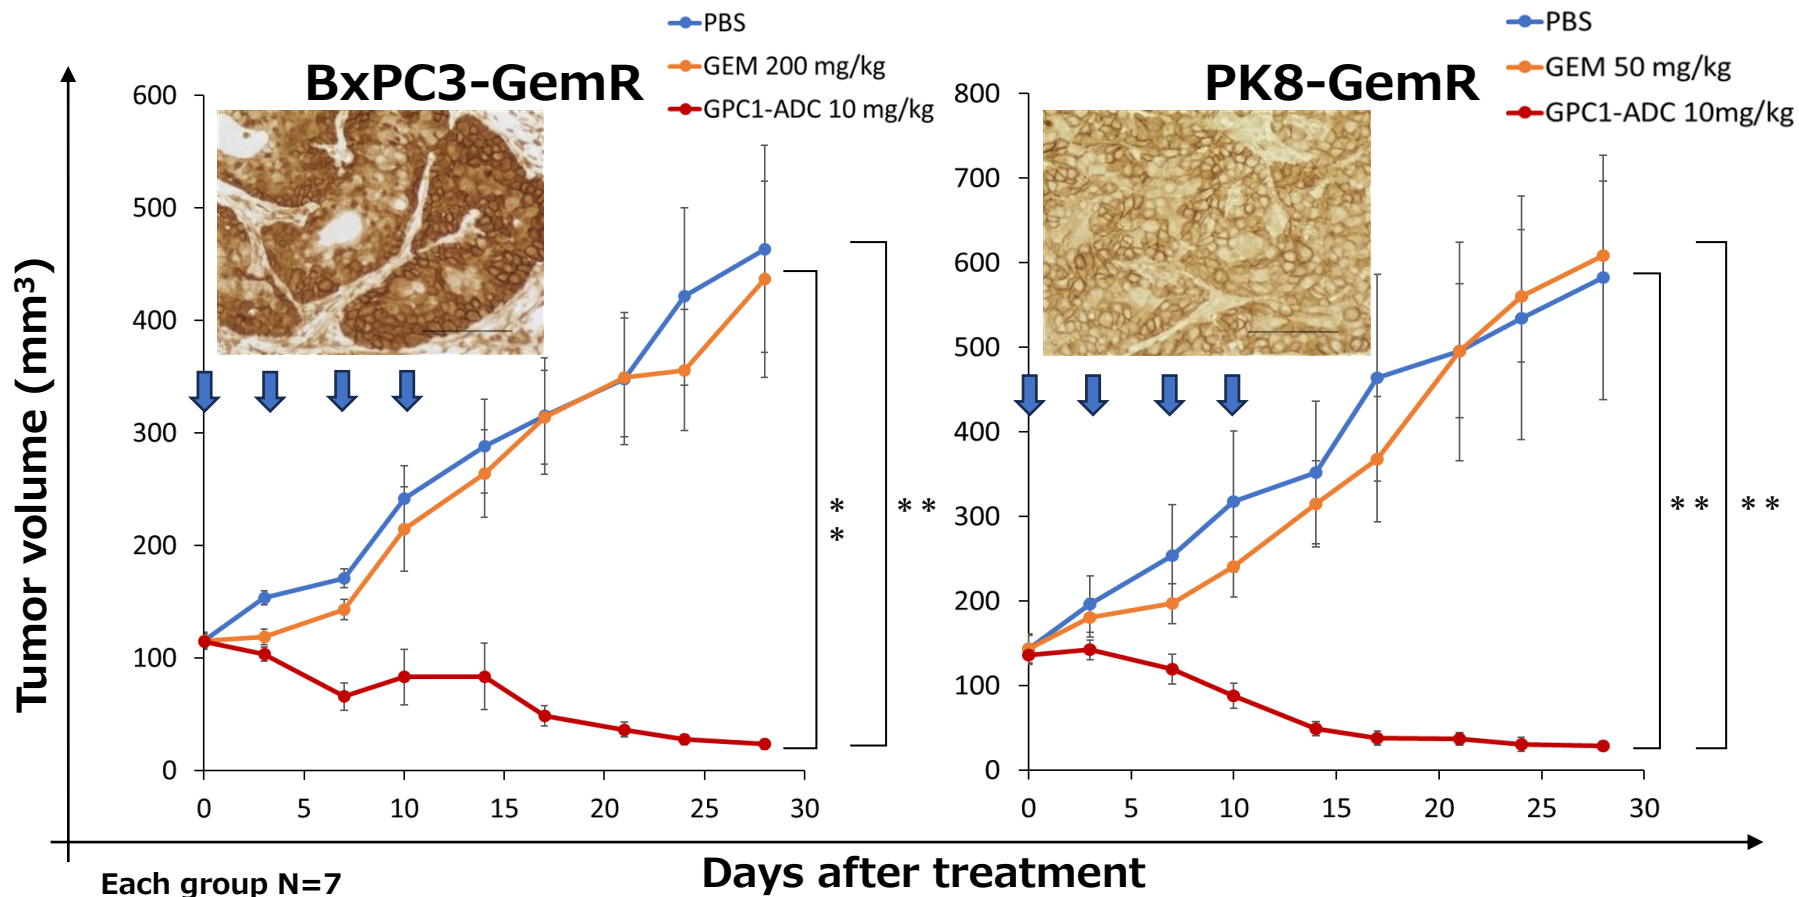 PBS
GEM 200 mg/kg
GPC1-ADC 10 mg/kg
BxPC3-GemR
600
500
400
300
200
100
0
0 5 10 15 20 25 30
*
*
**
PBS
GEM 50 mg/kg
GPC1-ADC 10mg/kg
PK8-GemR
800
700
600
500
400
300
200
100
0
0 5 10 15 20 25 30
** **
Tumor volume (mm³)
Days after treatment
Each group N=7